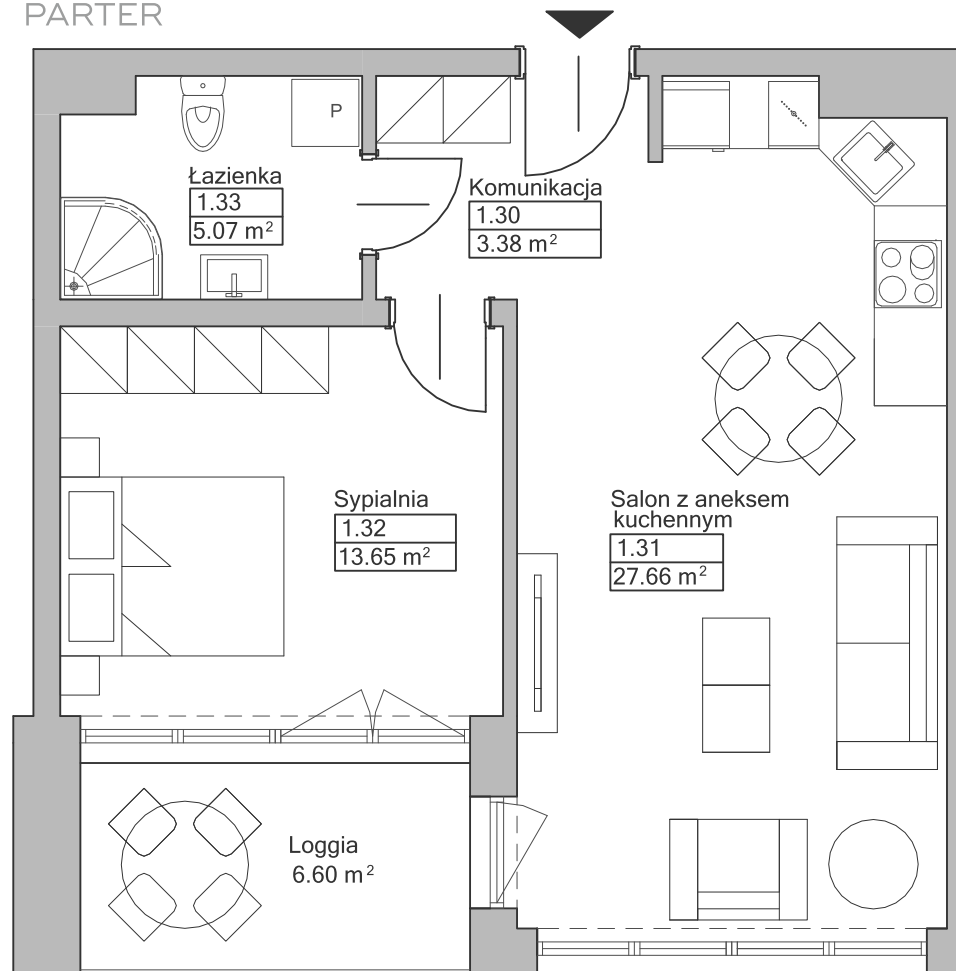 PARTER
P
Łazienka
1.33
5.07 m²
Komunikacja
1.30
3.38 m²
Sypialnia
1.32
13.65 m²
Salon z aneksem
kuchennym
1.31
27.66 m²
Loggia
6.60 m²